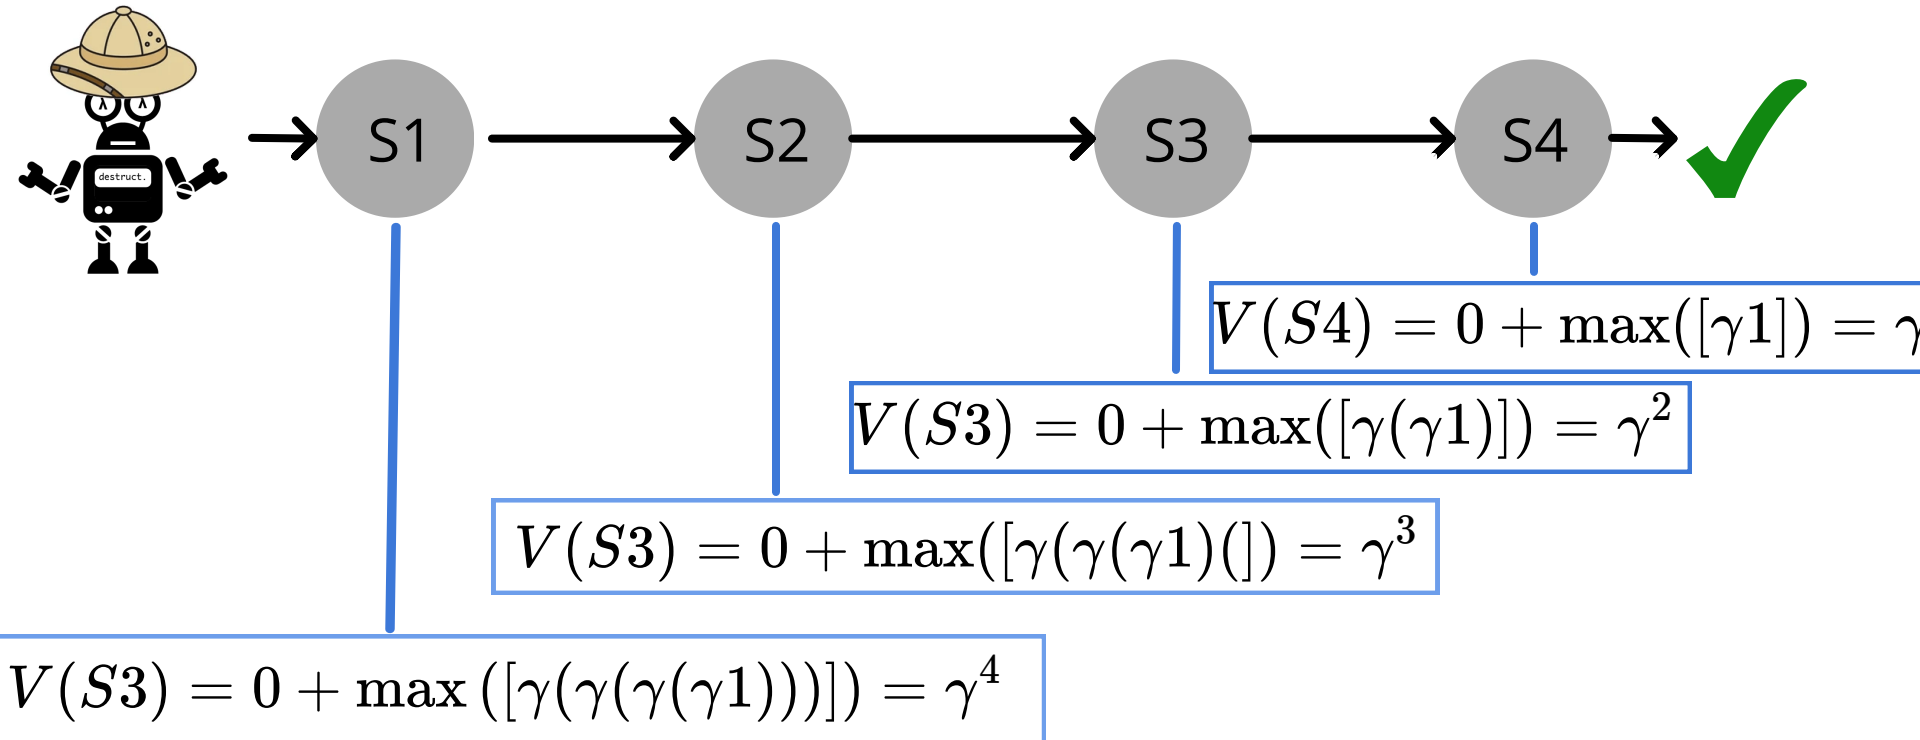 destruct.
S1
S2
S3
S4
V(S4) = 0 + max([γ1]) = γ
V(S3) = 0 + max([γ(γ1)]) = γ²
V(S3) = 0 + max([γ(γ(γ1)(]) = γ³
V(S3) = 0 + max([γ(γ(γ(γ1)))]) = γ⁴